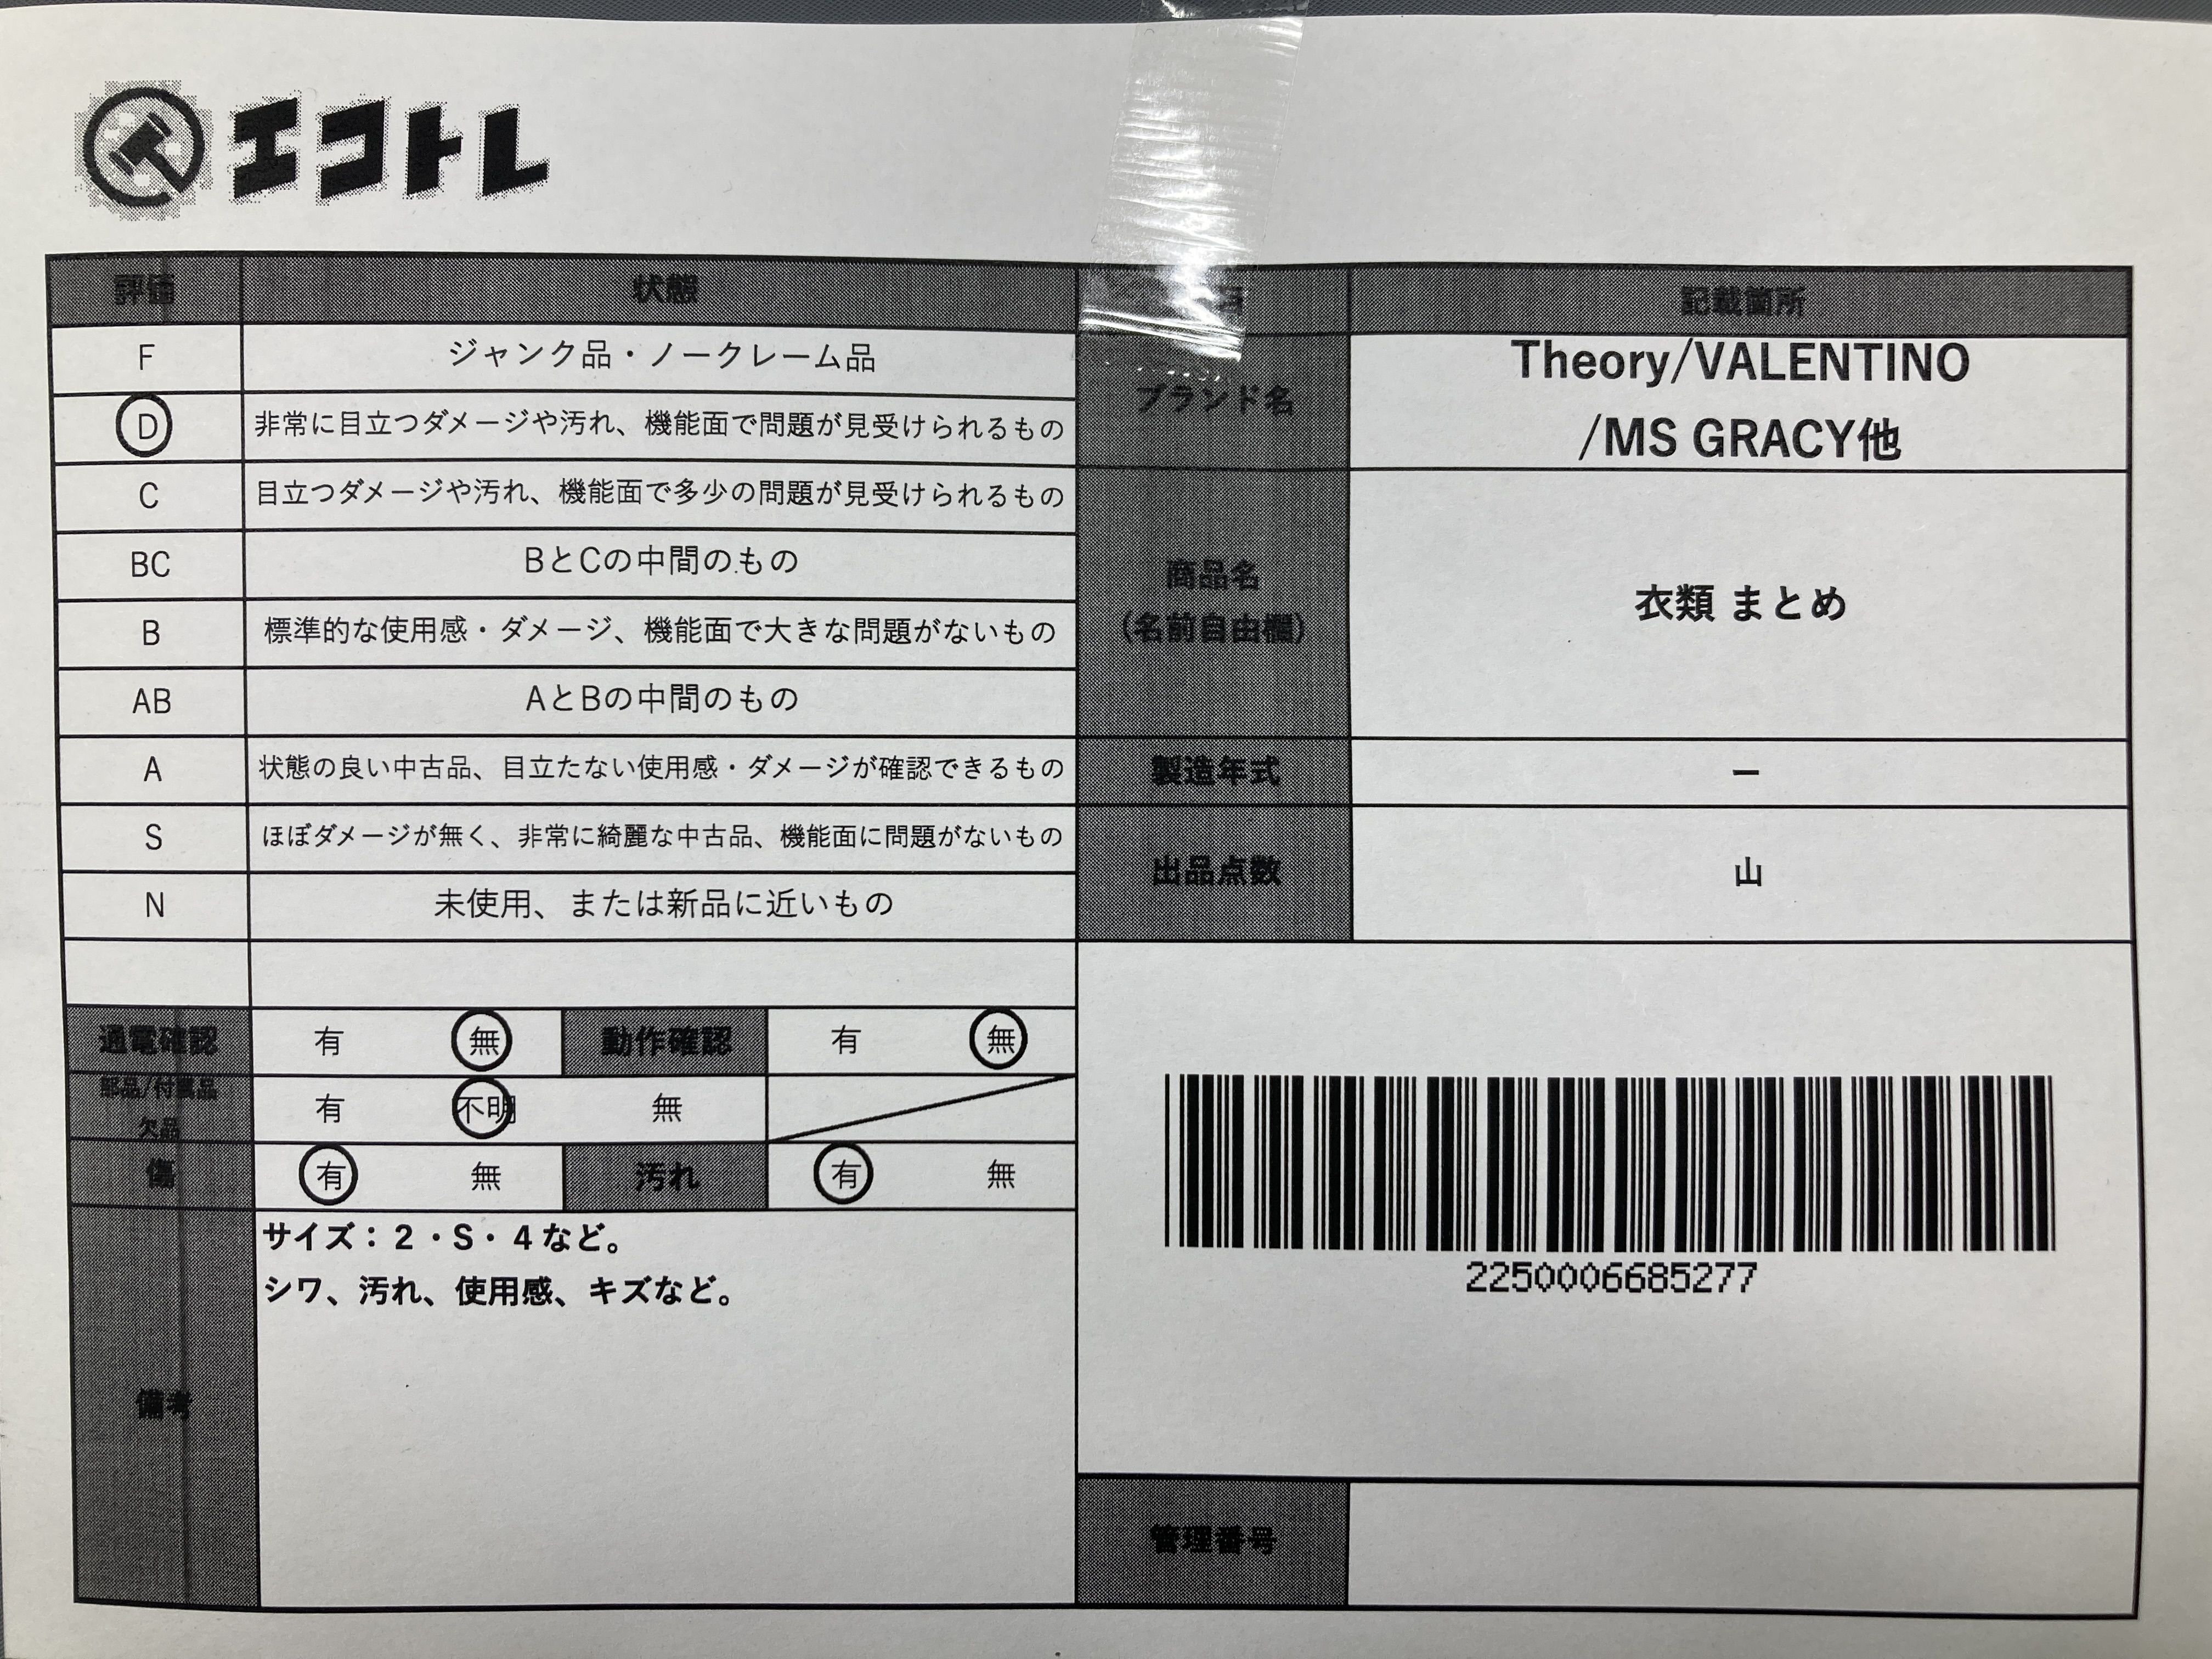 エコトレ
評価 状態
F ジャンク品・ノークレーム品
D 非常に目立つダメージや汚れ、機能面で問題が見受けられるもの
C 目立つダメージや汚れ、機能面で多少の問題が見受けられるもの
BC BとCの中間のもの
B 標準的な使用感・ダメージ、機能面で大きな問題がないもの
AB AとBの中間のもの
A 状態の良い中古品、目立たない使用感・ダメージが確認できるもの
S ほぼダメージが無く、非常に綺麗な中古品、機能面に問題がないもの
N 未使用、または新品に近いもの
通電確認 有 無 動作確認 有 無
部品/付属品
欠品
有 不明 無
傷 有 無 汚れ 有 無
備考
サイズ：２・S・４など。
シワ、汚れ、使用感、キズなど。
記載箇所
ブランド名
Theory/VALENTINO
/MS GRACY他
商品名
(名前自由欄)
衣類 まとめ
製造年式 ー
出品点数 山
2250006685277
管理番号